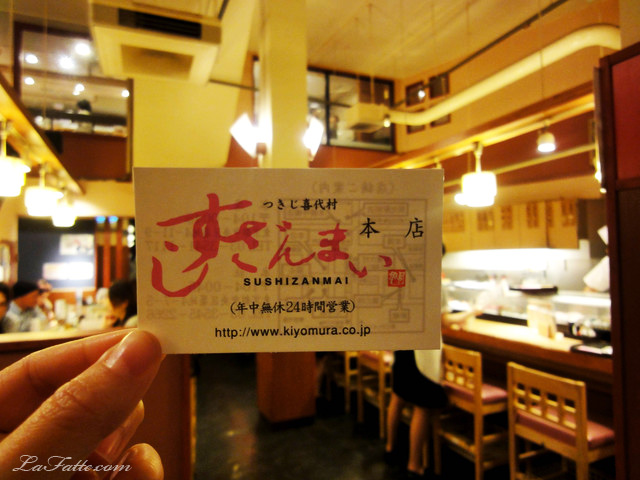 つきじ喜代村
すしざんまい 本店
SUSHIZANMAI
(年中無休24時間営業)
http://www.kiyomura.co.jp
LaFatte.com